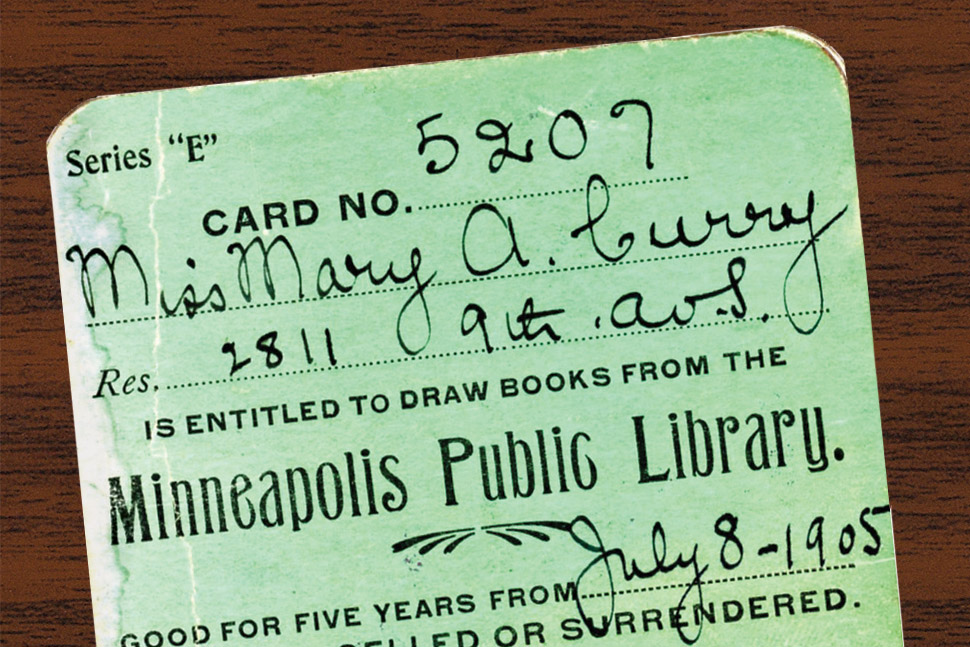 Series "E"
CARD NO. 5207
Miss Mary A. Curry
Res. 2811 9th. Av. S.
IS ENTITLED TO DRAW BOOKS FROM THE
Minneapolis Public Library.
GOOD FOR FIVE YEARS FROM July 8-1905
OR SURRENDERED.